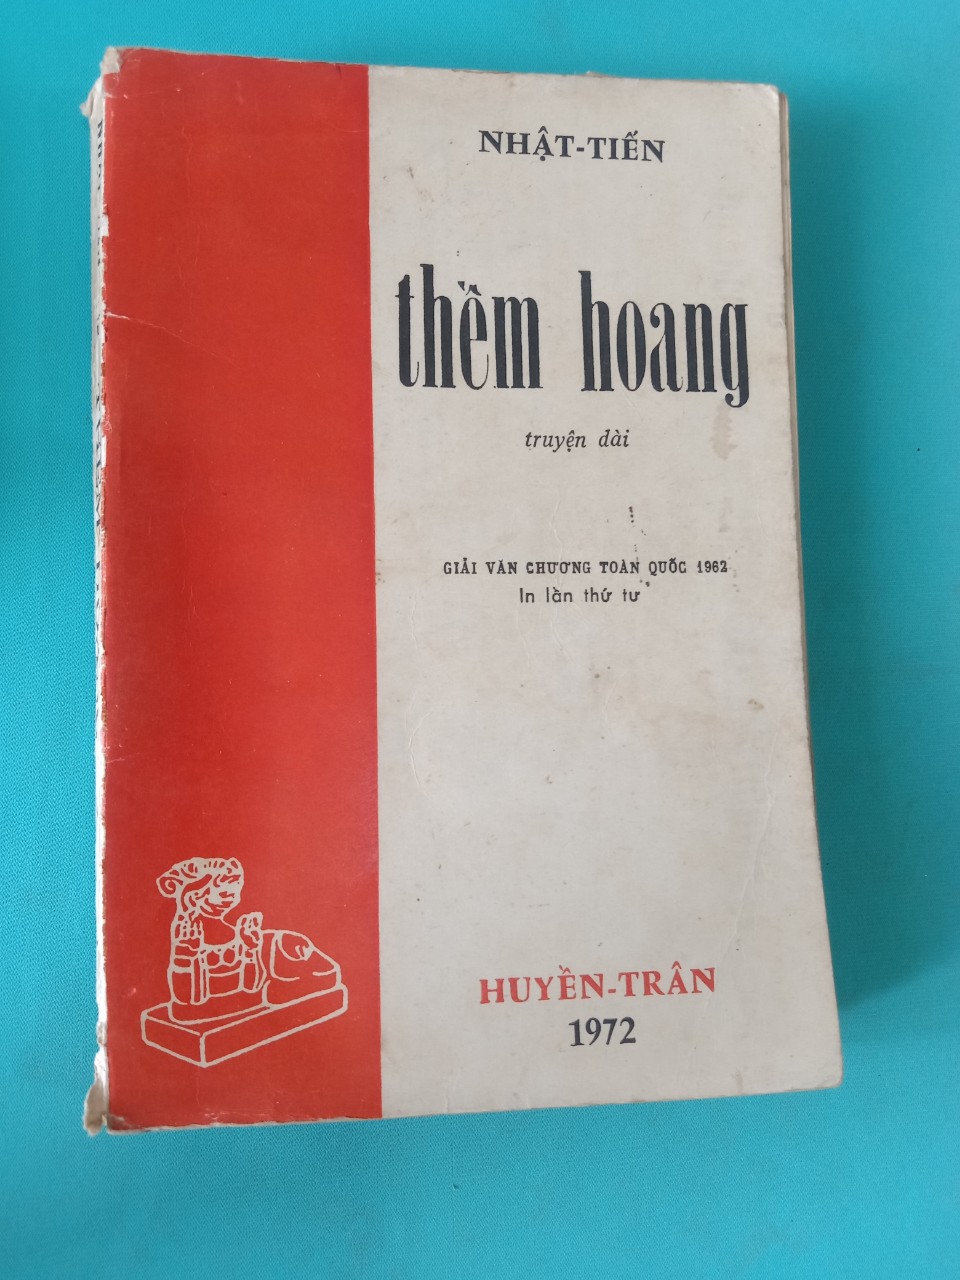 NHẬT-TIẾN
thềm hoang
truyện dài
GIẢI VĂN CHƯƠNG TOÀN QUỐC 1962
In lần thứ tư
HUYỀN-TRÂN
1972